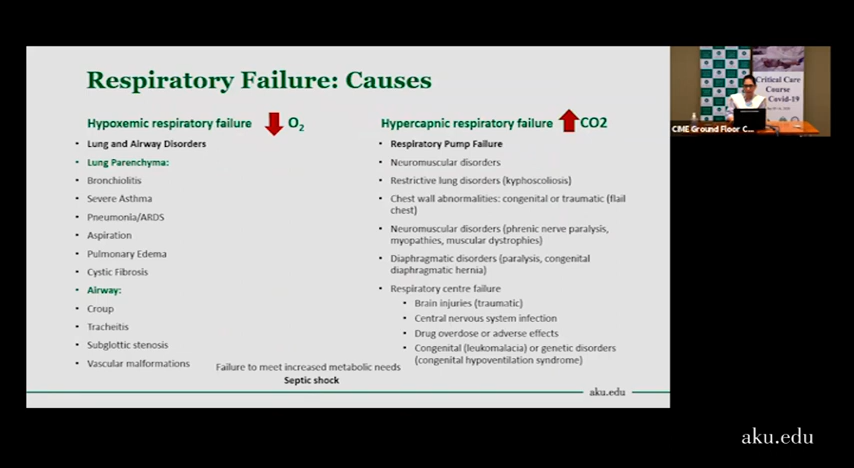 Respiratory Failure: Causes
Hypoxemic respiratory failure O2
• Lung and Airway Disorders
• Lung Parenchyma:
• Bronchiolitis
• Severe Asthma
• Pneumonia/ARDS
• Aspiration
• Pulmonary Edema
• Cystic Fibrosis
• Airway:
• Croup
• Tracheitis
• Subglottic stenosis
• Vascular malformations
Hypercapnic respiratory failure CO2
• Respiratory Pump Failure
• Neuromuscular disorders
• Restrictive lung disorders (kyphoscoliosis)
• Chest wall abnormalities: congenital or traumatic (flail
chest)
• Neuromuscular disorders (phrenic nerve paralysis,
myopathies, muscular dystrophies)
• Diaphragmatic disorders (paralysis, congenital
diaphragmatic hernia)
• Respiratory centre failure
• Brain injuries (traumatic)
• Central nervous system infection
• Drug overdose or adverse effects
• Congenital (leukomalacia) or genetic disorders
(congenital hypoventilation syndrome)
Failure to meet increased metabolic needs
Septic shock
aku.edu
Critical Care
Course
Covid-19
CIME Ground Floor C...
aku.edu